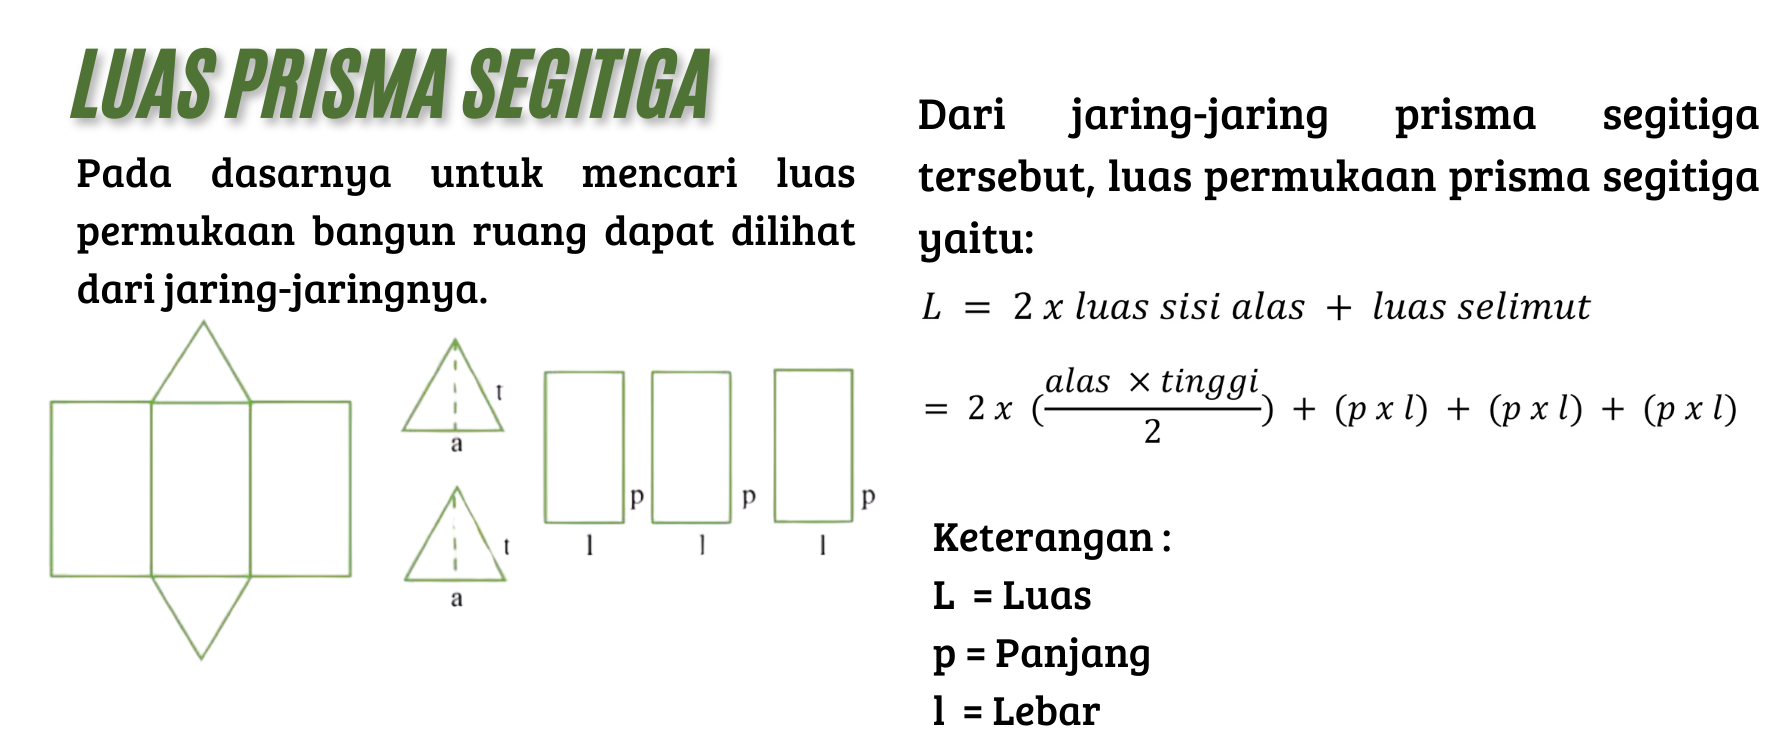 LUAS PRISMA SEGITIGA
Pada dasarnya untuk mencari luas
permukaan bangun ruang dapat dilihat
dari jaring-jaringnya.
t
a
t
a
p
p
p
l
l
l
Dari jaring-jaring prisma segitiga
tersebut, luas permukaan prisma segitiga
yaitu:
L = 2 x luas sisi alas + luas selimut
= 2 x (alas × tinggi / 2) + (p x l) + (p x l) + (p x l)
Keterangan :
L = Luas
p = Panjang
l = Lebar